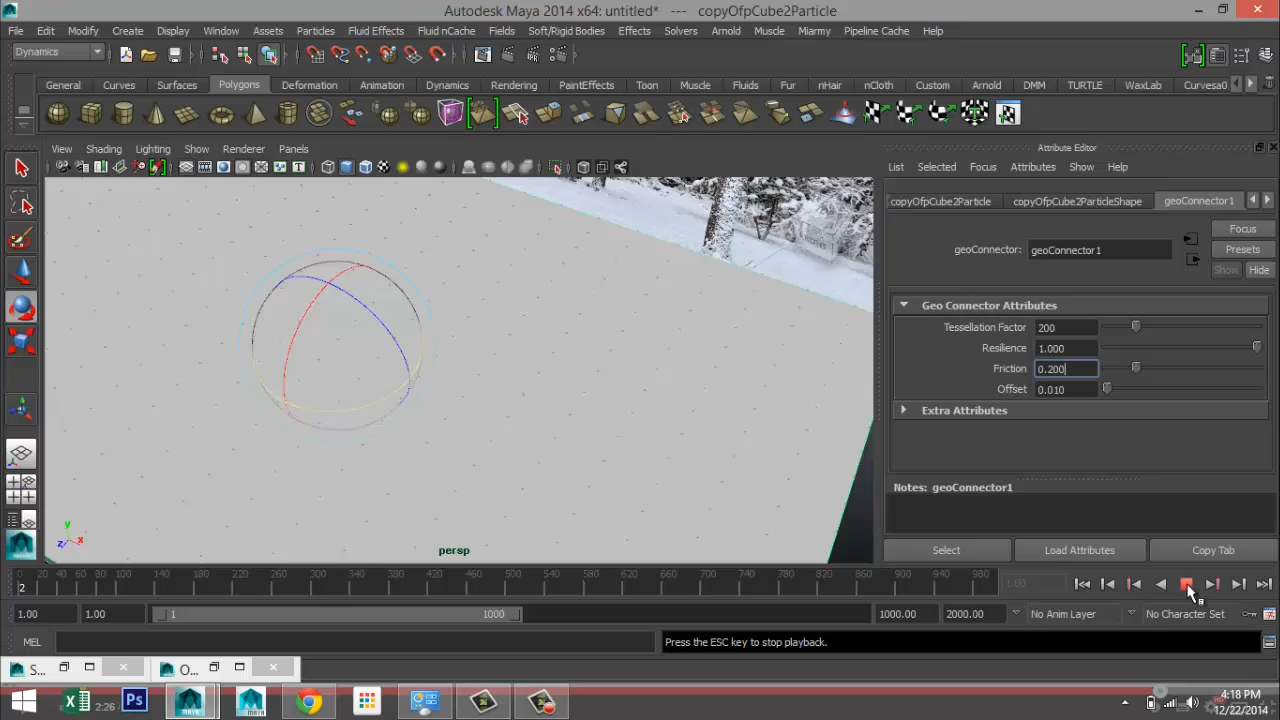 Autodesk Maya 2014 x64: untitled* --- copyOfpCube2Particle
File Edit Modify Create Display Window Assets Particles Fluid Effects Fluid nCache Fields Soft/Rigid Bodies Effects Solvers Arnold Muscle Miarmy Pipeline Cache Help
Dynamics
General Curves Surfaces Polygons Deformation Animation Dynamics Rendering PaintEffects Toon Muscle Fluids Fur nHair nCloth Custom Arnold DMM TURTLE WaxLab Curvesa0
View Shading Lighting Show Renderer Panels
Attribute Editor
List Selected Focus Attributes Show Help
copyOfpCube2Particle copyOfpCube2ParticleShape geoConnector1
geoConnector: geoConnector1
Focus
Presets
Show Hide
Geo Connector Attributes
Tessellation Factor 200
Resilience 1.000
Friction 0.200
Offset 0.010
Extra Attributes
Notes: geoConnector1
y
z x
persp
Select Load Attributes Copy Tab
0 20 40 60 80 100 140 180 220 260 300 340 380 420 460 500 540 580 620 660 700 740 780 820 860 900 940 980
2
1.00
1.00 1.00 1 1000 1000.00 2000.00 No Anim Layer No Character Set
MEL
Press the ESC key to stop playback.
S... O...
2:26
Ps
MAYA
4:18 PM
12/22/2014